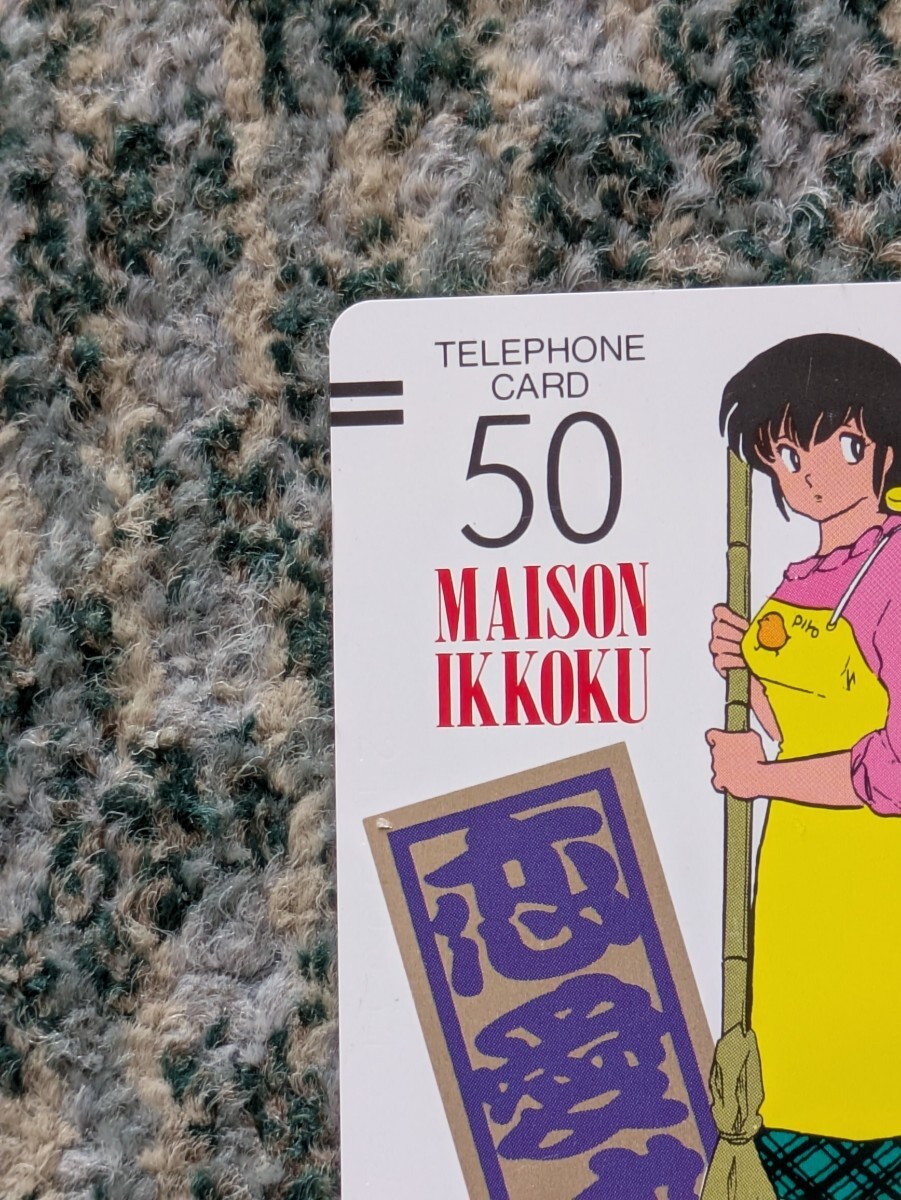 TELEPHONE
CARD
50
MAISON
IKKOKU
piyo